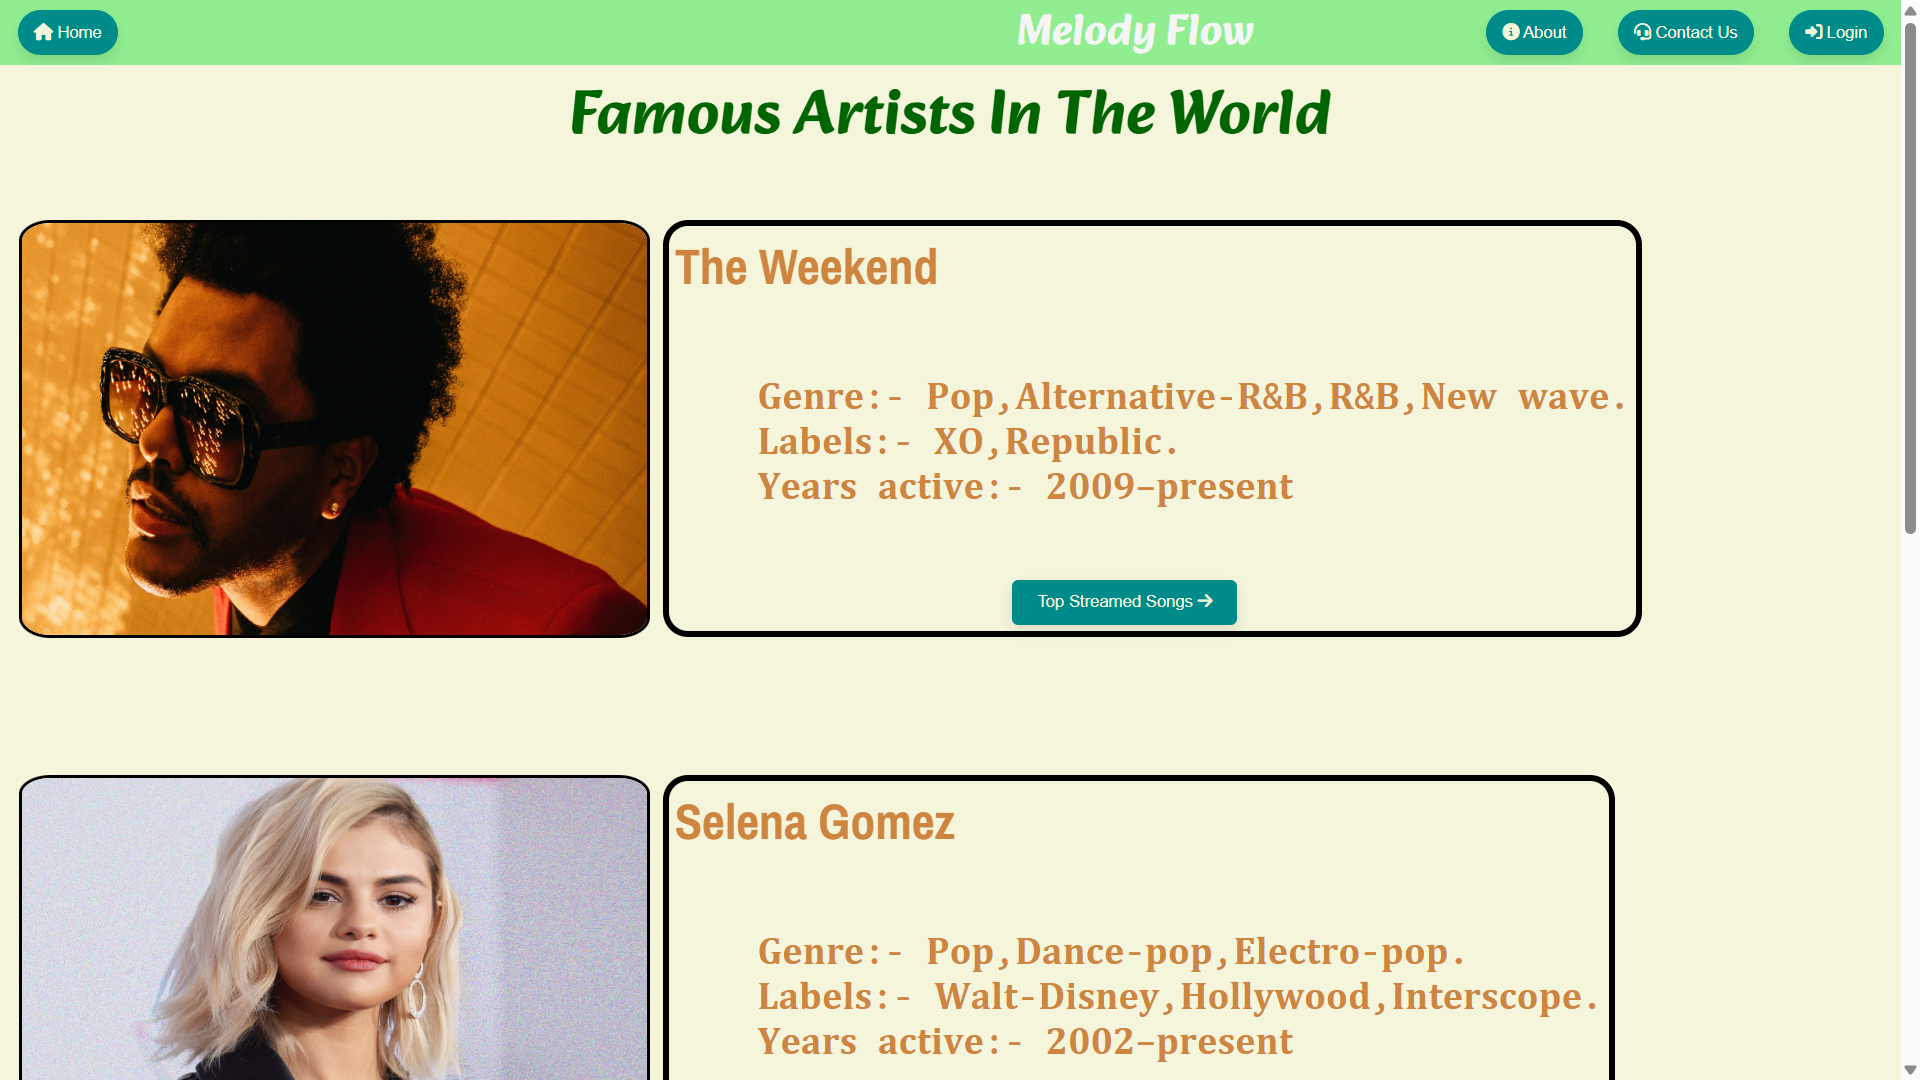 Home
Melody Flow
About
Contact Us
Login
Famous Artists In The World
The Weekend
Genre:- Pop,Alternative-R&B,R&B,New wave.
Labels:- XO,Republic.
Years active:- 2009–present
Top Streamed Songs
Selena Gomez
Genre:- Pop,Dance-pop,Electro-pop.
Labels:- Walt-Disney,Hollywood,Interscope.
Years active:- 2002–present